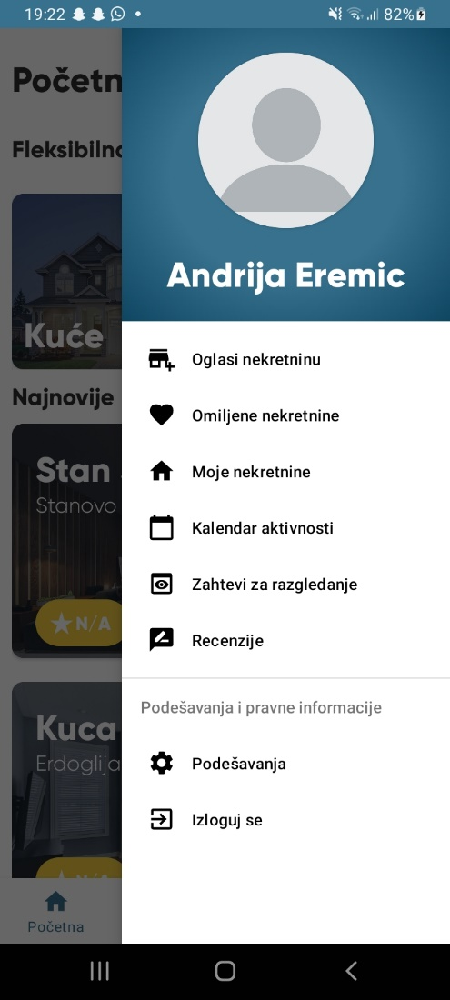 19:22
82%
Početn
Fleksibilno
Kuće
Najnovije
Stan
Stanovo
N/A
Kuca
Erdoglija
N/A
Početna
Andrija Eremic
Oglasi nekretninu
Omiljene nekretnine
Moje nekretnine
Kalendar aktivnosti
Zahtevi za razgledanje
Recenzije
Podešavanja i pravne informacije
Podešavanja
Izloguj se